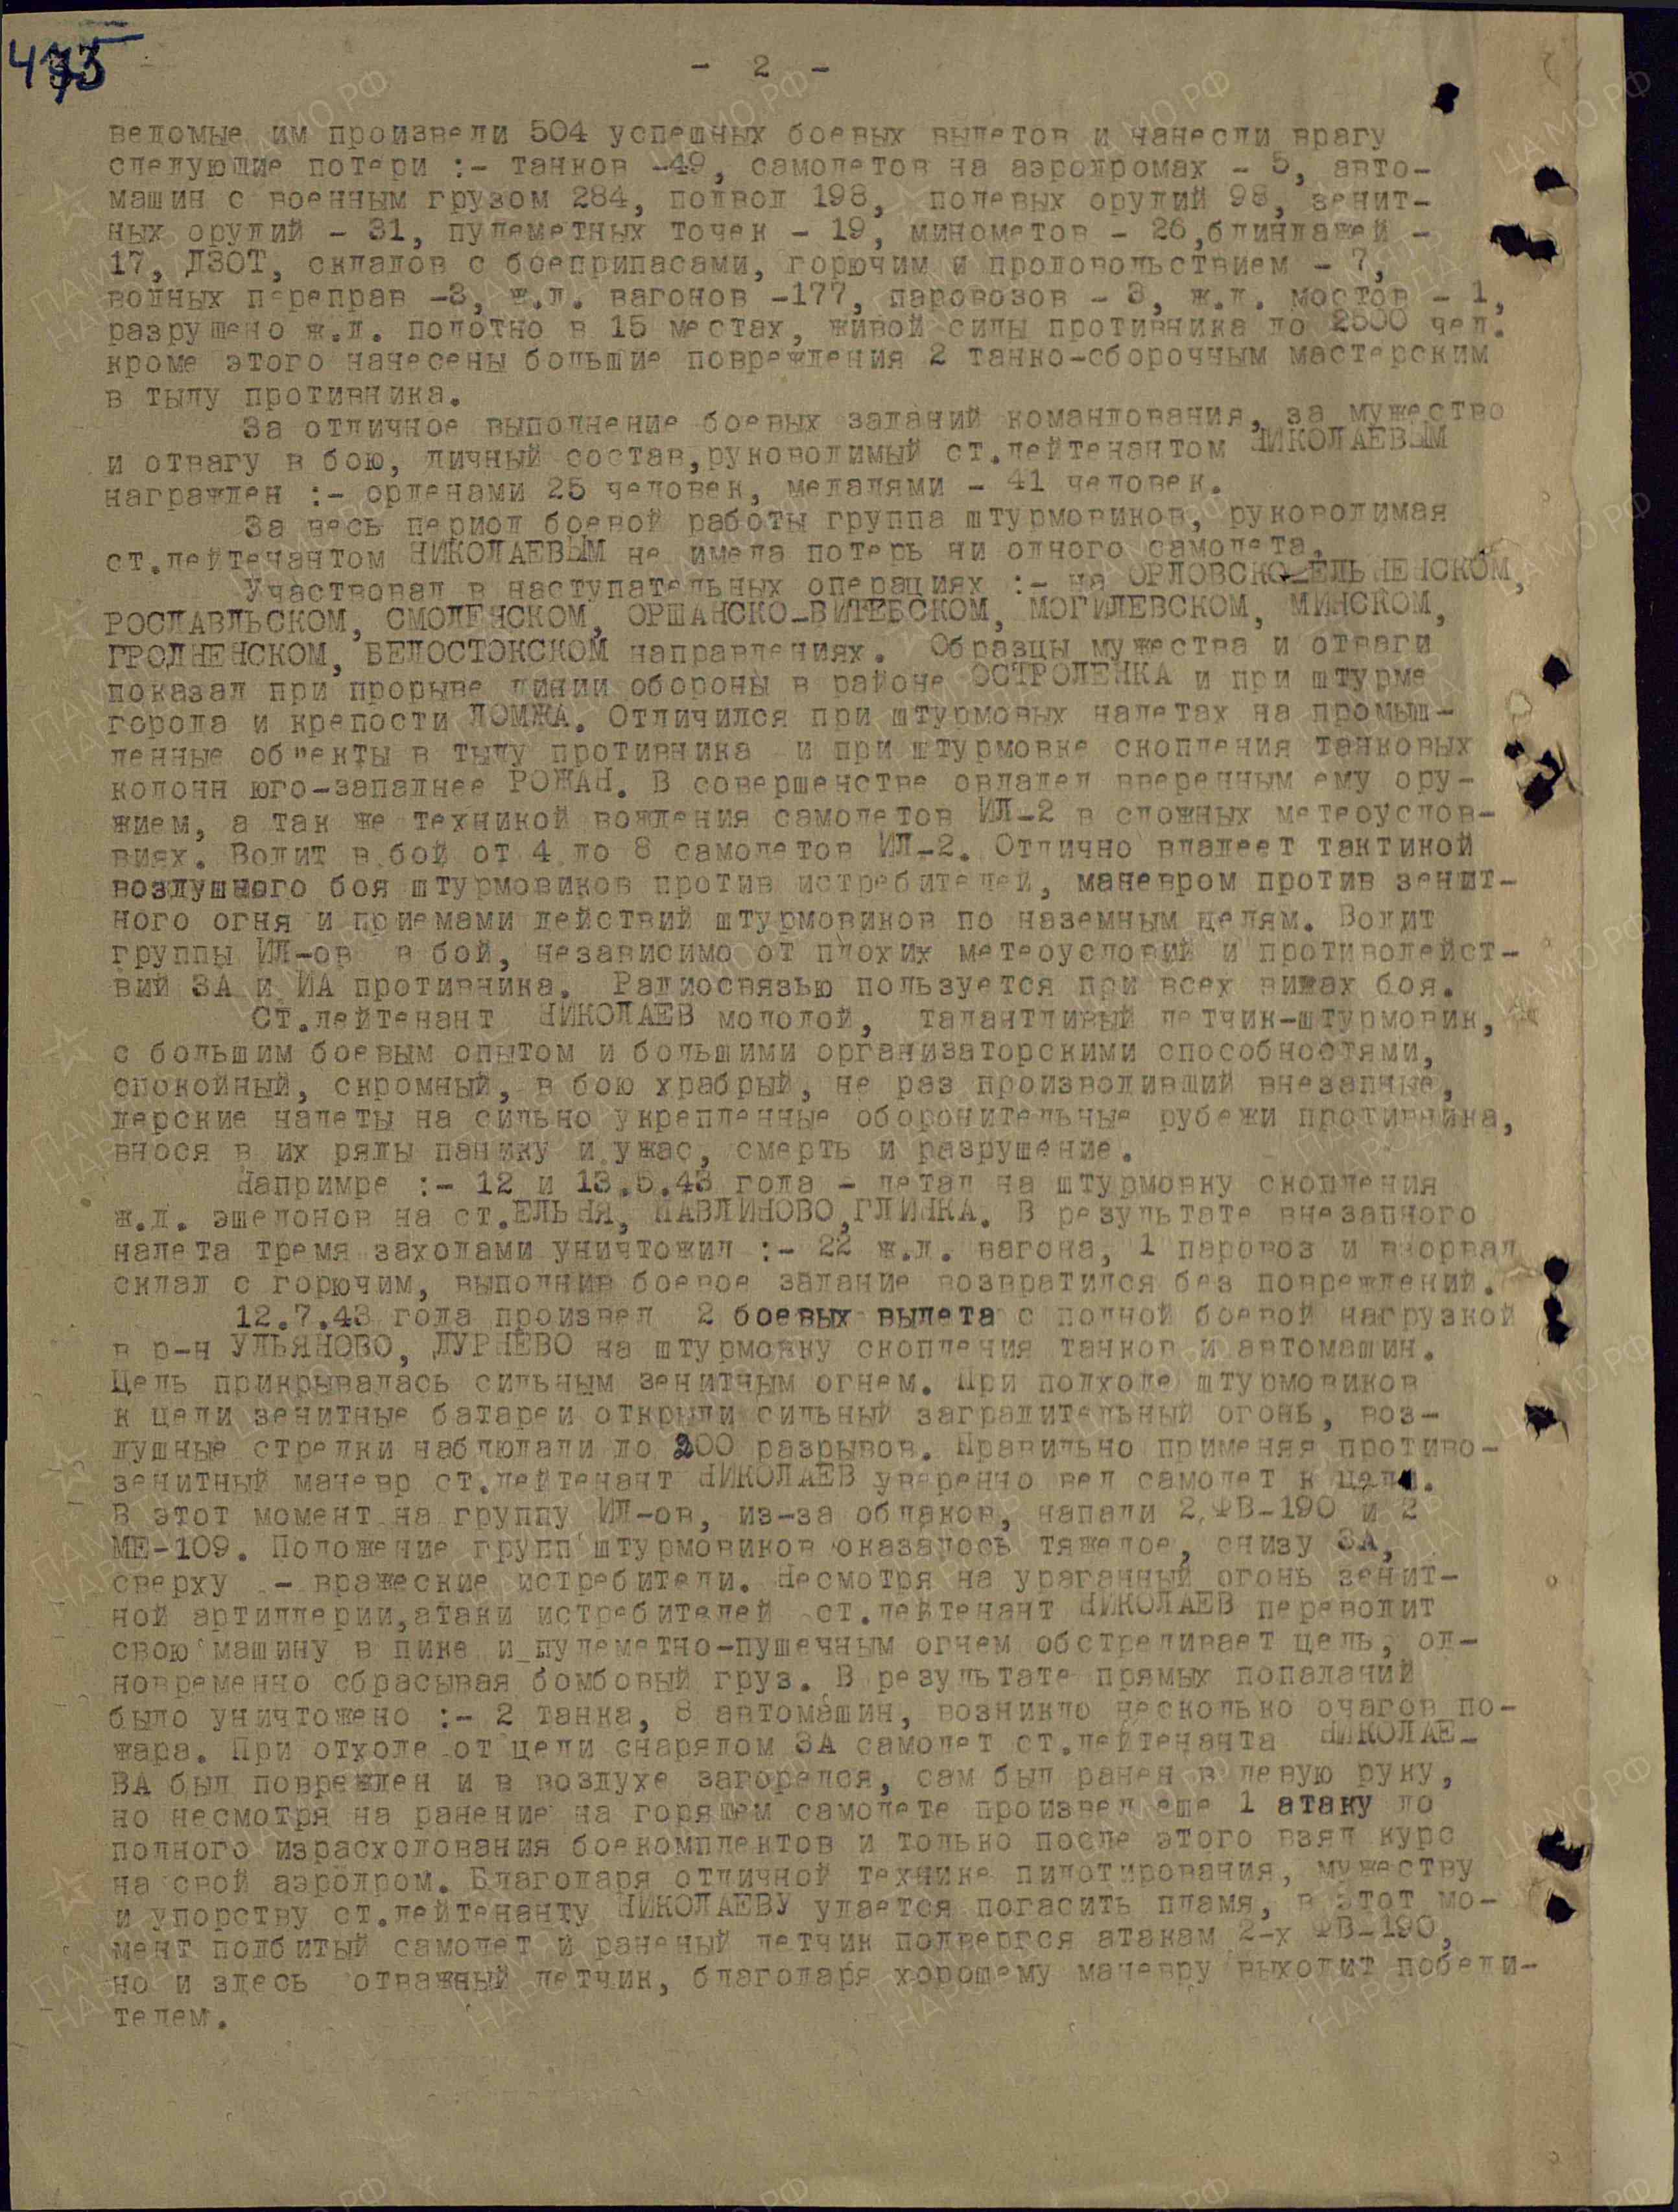 475
- 2 -
ведомые им произвели 504 успешных боевых вылетов и нанесли врагу
следующие потери :- танков -49, самолетов на аэродромах - 5, авто-
машин с военным грузом 284, подвод 198, полевых орудий 98, зенит-
ных орудий - 31, пулеметных точек - 19, минометов - 26,блиндажей -
17, ДЗОТ, складов с боеприпасами, горючим и продовольствием - 7,
водных переправ -3, ж.д. вагонов -177, паровозов - 3, ж.д. мостов - 1,
разрушено ж.д. полотно в 15 местах, живой силы противника до 2500 чел.
кроме этого нанесены большие повреждения 2 танко-сборочным мастерским
в тылу противника.
За отличное выполнение боевых заданий командования, за мужество
и отвагу в бою, личный состав,руководимый ст.лейтенантом НИКОЛАЕВЫМ
награжден :- орденами 25 человек, медалями - 41 человек.
За весь период боевой работы группа штурмовиков, руководимая
ст.лейтенантом НИКОЛАЕВЫМ не имела потерь ни одного самолета.
Участвовал в наступательных операциях :- на ОРЛОВСКО-ЕЛЬНЕНСКОМ,
РОСЛАВЛЬСКОМ, СМОЛЕНСКОМ, ОРШАНСКО-ВИТЕБСКОМ, МОГИЛЕВСКОМ, МИНСКОМ,
ГРОДНЕНСКОМ, БЕЛОСТОКСКОМ направлениях. Образцы мужества и отваги
показал при прорыве линии обороны в районе ОСТРОЛЕНКА и при штурме
города и крепости ЛОМЖА. Отличился при штурмовых налетах на промыш-
ленные об"екты в тылу противника и при штурмовке скопления танковых
колонн юго-западнее РОЖАН. В совершенстве овладел вверенным ему ору-
жием, а так же техникой вождения самолетов ИЛ-2 в сложных метеоуслов-
виях. Водит в бой от 4 до 8 самолетов ИЛ-2. Отлично владеет тактикой
воздушного боя штурмовиков против истребителей, маневром против зенит-
ного огня и приемами действий штурмовиков по наземным целям. Водит
группы ИЛ-ов в бой, независимо от плохих метеоусловий и противодейст-
вий ЗА и ИА противника. Радиосвязью пользуется при всех видах боя.
Ст.лейтенант НИКОЛАЕВ молодой, талантливый летчик-штурмовик,
с большим боевым опытом и большими организаторскими способностями,
спокойный, скромный, в бою храбрый, не раз производивший внезапные,
дерские налеты на сильно укрепленные оборонительные рубежи противника,
внося в их ряды панику и ужас, смерть и разрушение.
Напримре :- 12 и 13.5.43 года - летал на штурмовку скопления
ж.д. эшелонов на ст.ЕЛЬНЯ, ПАВЛИНОВО,ГЛИНКА. В результате внезапного
налета тремя заходами уничтожил :- 22 ж.д. вагона, 1 паровоз и взорвал
склад с горючим, выполнив боевое задание возвратился без повреждений.
12.7.43 года произвел 2 боевых вылета с полной боевой нагрузкой
в р-н УЛЬЯНОВО, ДУРНЕВО на штурмовку скопления танков и автомашин.
Цель прикрывалась сильным зенитным огнем. При подходе штурмовиков
к цели зенитные батареи открыли сильный заградительный огонь, воз-
душные стрелки наблюдали до 200 разрывов. Правильно применяя противо-
зенитный маневр ст.лейтенант НИКОЛАЕВ уверенно вел самолет к цели.
В этот момент на группу ИЛ-ов, из-за облаков, напали 2 ФВ-190 и 2
МЕ-109. Положение групп штурмовиков оказалось тяжелое, снизу ЗА,
сверху - вражеские истребители. Несмотря на ураганный огонь зенит-
ной артиллерии,атаки истребителей ст.лейтенант НИКОЛАЕВ переводит
свою машину в пике и пулеметно-пушечным огнем обстреливает цель, од-
новременно сбрасывая бомбовый груз. В результате прямых попаданий
было уничтожено :- 2 танка, 8 автомашин, возникло несколько очагов по-
жара. При отходе от цели снарядом ЗА самолет ст.лейтенанта НИКОЛАЕ-
ВА был поврежден и в воздухе загорелся, сам был ранен в левую руку,
но несмотря на ранение на горящем самолете произвел еще 1 атаку до
полного израсходования боекомплектов и только после этого взял курс
на свой аэродром. Благодаря отличной технике пилотирования, мужеству
и упорству ст.лейтенанту НИКОЛАЕВУ удается погасить пламя, в этот мо-
мент подбитый самолет и раненый летчик подвергся атакам 2-х ФВ-190,
но и здесь отважный летчик, благодаря хорошему маневру выходит победи-
телем.